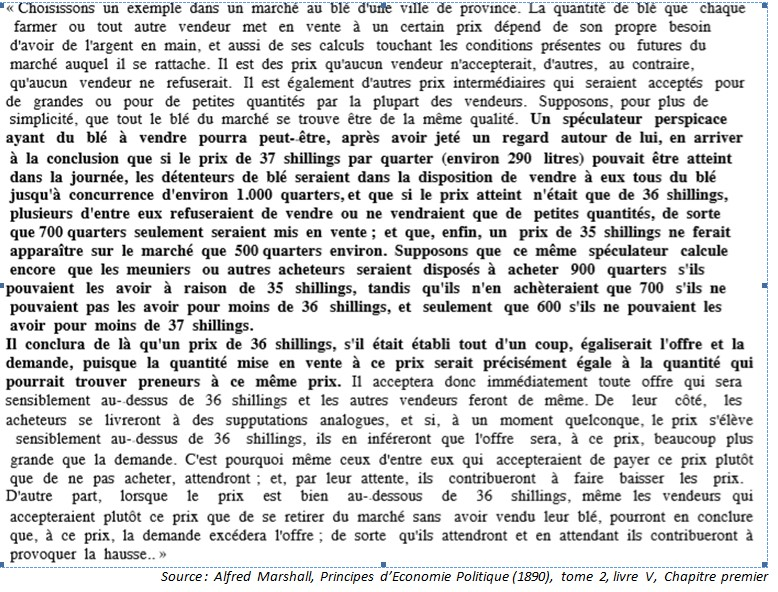 « Choisissons un exemple dans un marché au blé d'une ville de province. La quantité de blé que chaque
farmer ou tout autre vendeur met en vente à un certain prix dépend de son propre besoin
d'avoir de l'argent en main, et aussi de ses calculs touchant les conditions présentes ou futures du
marché auquel il se rattache. Il est des prix qu'aucun vendeur n'accepterait, d'autres, au contraire,
qu'aucun vendeur ne refuserait. Il est également d'autres prix intermédiaires qui seraient acceptés pour
de grandes ou pour de petites quantités par la plupart des vendeurs. Supposons, pour plus de
simplicité, que tout le blé du marché se trouve être de la même qualité. Un spéculateur perspicace
ayant du blé à vendre pourra peut-être, après avoir jeté un regard autour de lui, en arriver
à la conclusion que si le prix de 37 shillings par quarter (environ 290 litres) pouvait être atteint
dans la journée, les détenteurs de blé seraient dans la disposition de vendre à eux tous du blé
jusqu'à concurrence d'environ 1.000 quarters, et que si le prix atteint n'était que de 36 shillings,
plusieurs d'entre eux refuseraient de vendre ou ne vendraient que de petites quantités, de sorte
que 700 quarters seulement seraient mis en vente ; et que, enfin, un prix de 35 shillings ne ferait
apparaître sur le marché que 500 quarters environ. Supposons que ce même spéculateur calcule
encore que les meuniers ou autres acheteurs seraient disposés à acheter 900 quarters s'ils
pouvaient les avoir à raison de 35 shillings, tandis qu'ils n'en achèteraient que 700 s'ils ne
pouvaient pas les avoir pour moins de 36 shillings, et seulement que 600 s'ils ne pouvaient les
avoir pour moins de 37 shillings.
Il conclura de là qu'un prix de 36 shillings, s'il était établi tout d'un coup, égaliserait l'offre et la
demande, puisque la quantité mise en vente à ce prix serait précisément égale à la quantité qui
pourrait trouver preneurs à ce même prix. Il acceptera donc immédiatement toute offre qui sera
sensiblement au-dessus de 36 shillings et les autres vendeurs feront de même. De leur côté, les
acheteurs se livreront à des supputations analogues, et si, à un moment quelconque, le prix s'élève
sensiblement au-dessus de 36 shillings, ils en inféreront que l'offre sera, à ce prix, beaucoup plus
grande que la demande. C'est pourquoi même ceux d'entre eux qui accepteraient de payer ce prix plutôt
que de ne pas acheter, attendront ; et, par leur attente, ils contribueront à faire baisser les prix.
D'autre part, lorsque le prix est bien au-dessous de 36 shillings, même les vendeurs qui
accepteraient plutôt ce prix que de se retirer du marché sans avoir vendu leur blé, pourront en conclure
que, à ce prix, la demande excédera l'offre ; de sorte qu'ils attendront et en attendant ils contribueront à
provoquer la hausse.. »
Source : Alfred Marshall, Principes d'Economie Politique (1890), tome 2, livre V, Chapitre premier